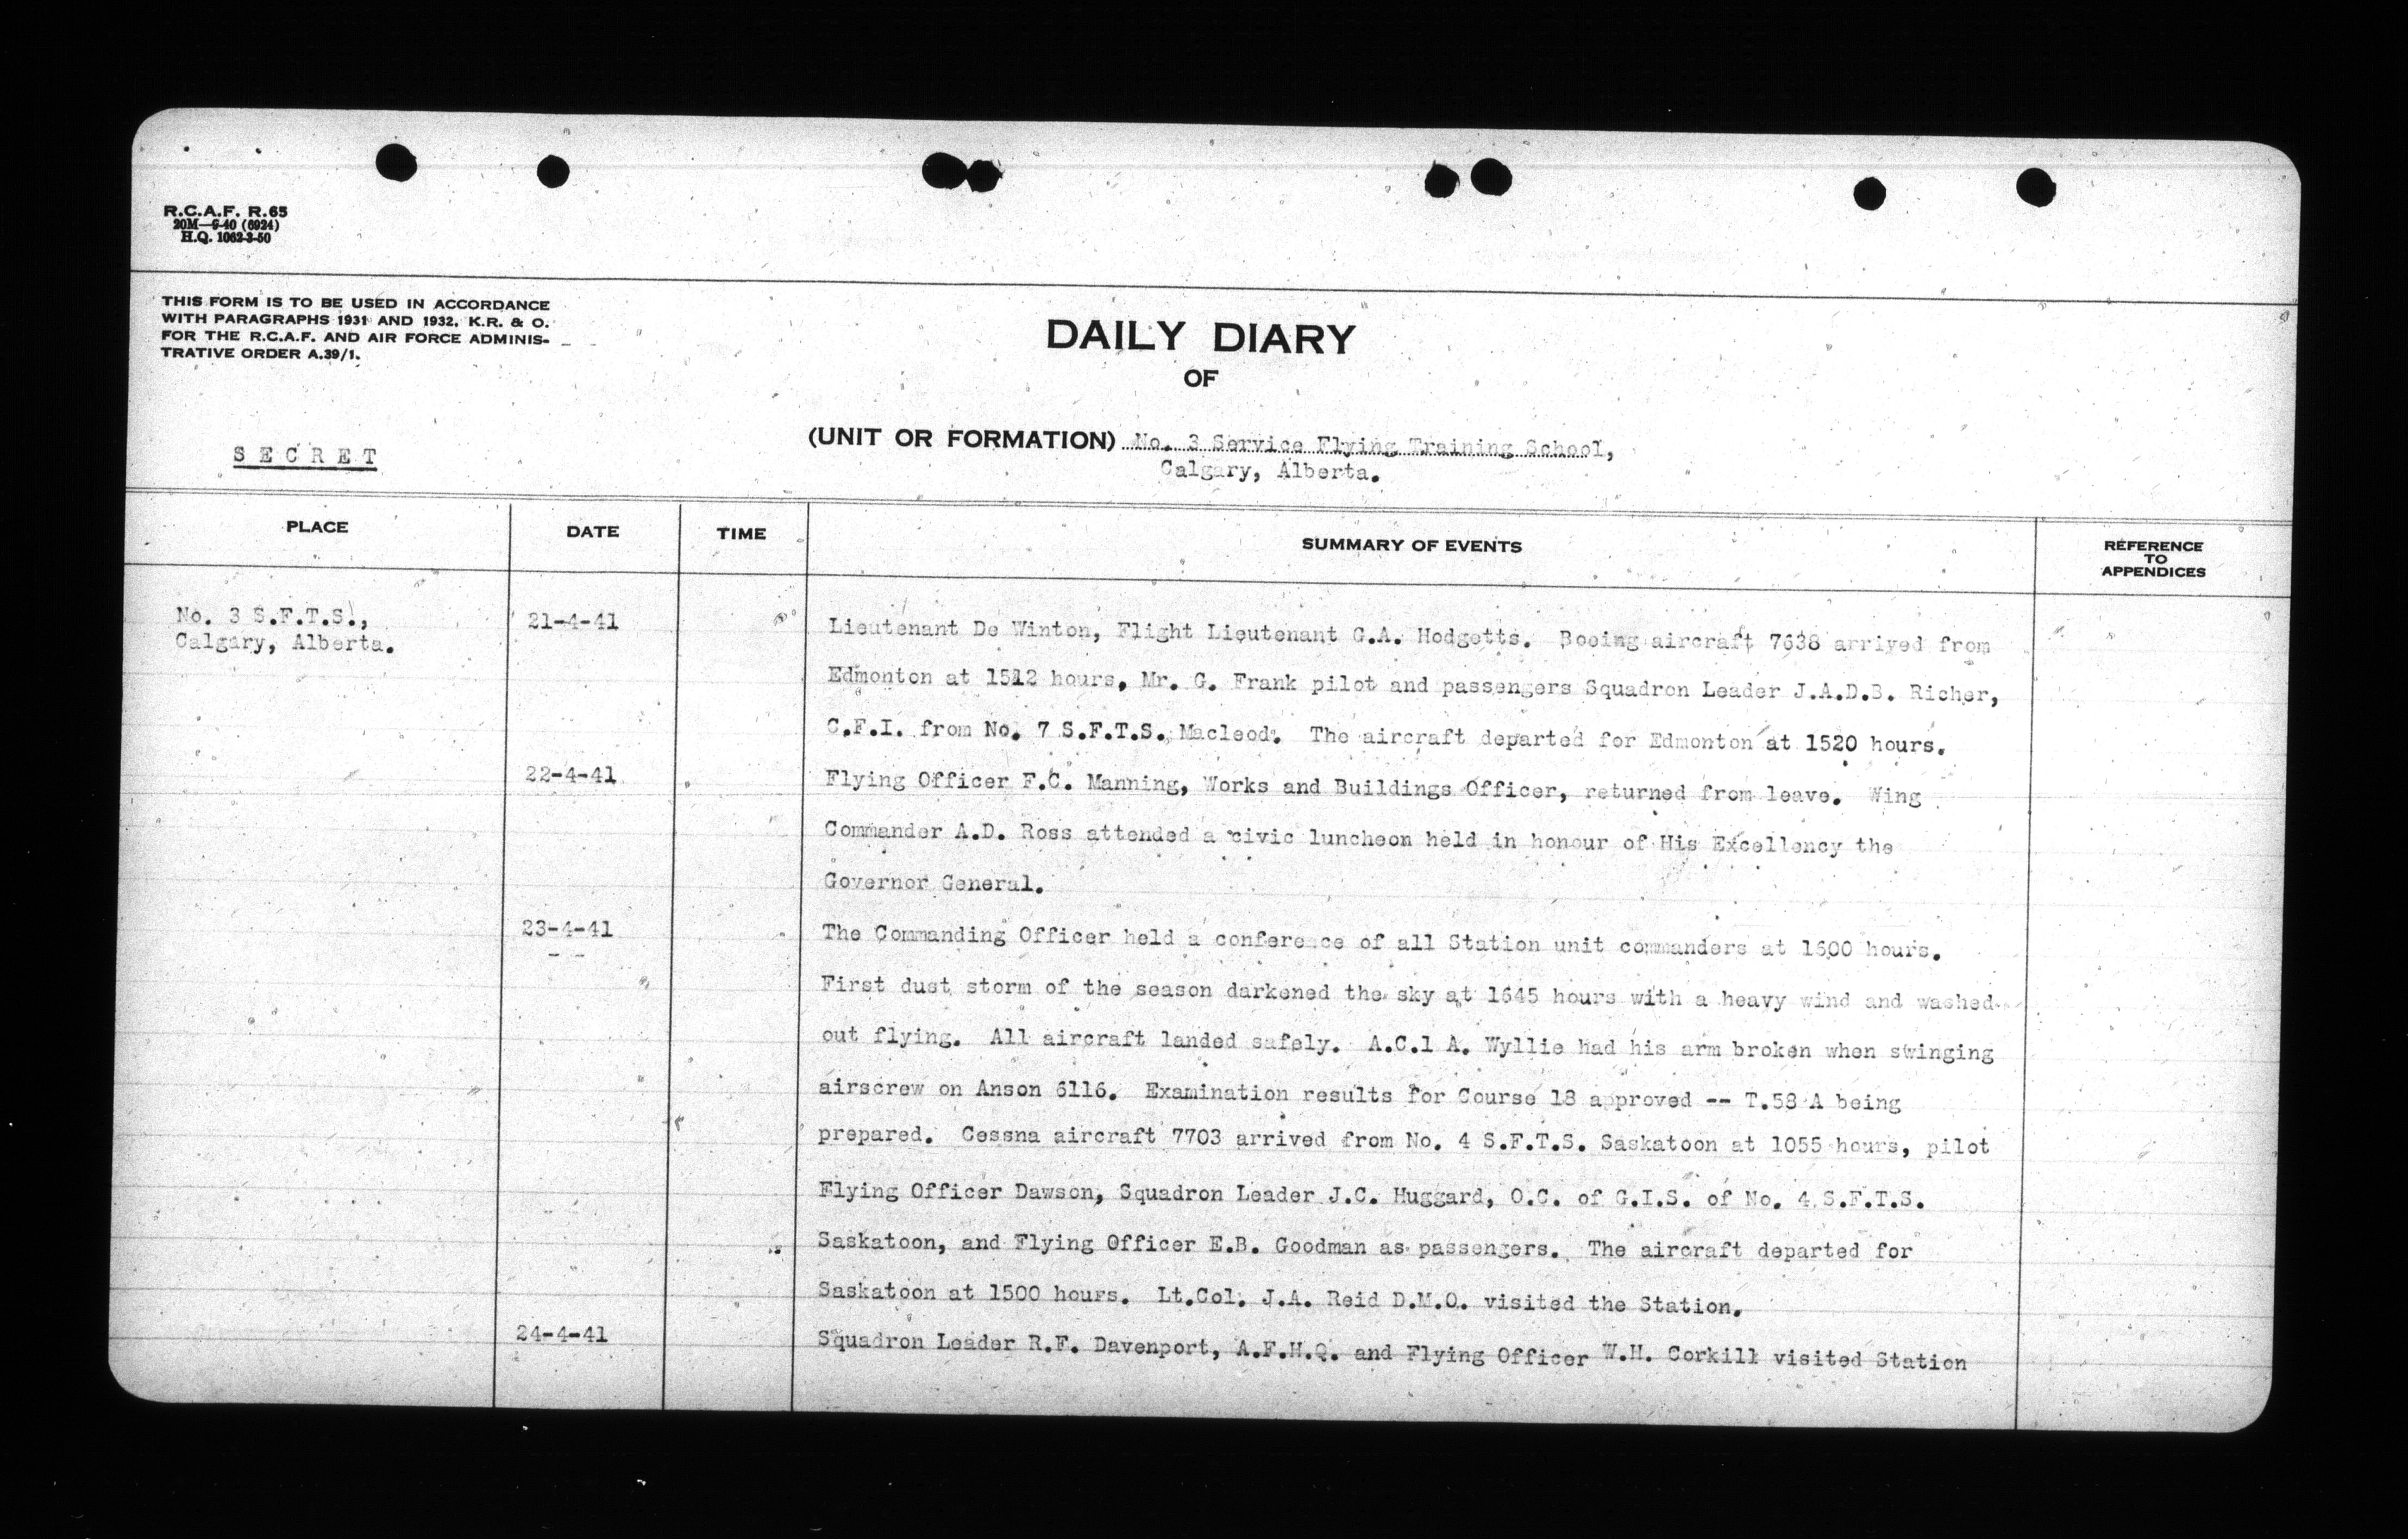 R.C.A.F. R.65
20M—6-40 (6924)
H.Q. 1062-3-50
THIS FORM IS TO BE USED IN ACCORDANCE
WITH PARAGRAPHS 1931 AND 1932, K.R. & O.
FOR THE R.C.A.F. AND AIR FORCE ADMINIS-
TRATIVE ORDER A.39/1.
DAILY DIARY
OF
(UNIT OR FORMATION) No. 3 Service Flying Training School,
Calgary, Alberta.
S E C R E T
PLACE DATE TIME SUMMARY OF EVENTS REFERENCE
TO
APPENDICES
No. 3 S.F.T.S.,
Calgary, Alberta.
21-4-41
Lieutenant De Winton, Flight Lieutenant G.A. Hodgetts. Boeing aircraft 7638 arrived from
Edmonton at 1512 hours, Mr. G. Frank pilot and passengers Squadron Leader J.A.D.B. Richer,
C.F.I. from No. 7 S.F.T.S. Macleod. The aircraft departed for Edmonton at 1520 hours.
22-4-41
Flying Officer F.C. Manning, Works and Buildings Officer, returned from leave. Wing
Commander A.D. Ross attended a civic luncheon held in honour of His Excellency the
Governor General.
23-4-41
The Commanding Officer held a conference of all Station unit commanders at 1600 hours.
First dust storm of the season darkened the sky at 1645 hours with a heavy wind and washed
out flying. All aircraft landed safely. A.C.1 A. Wyllie had his arm broken when swinging
airscrew on Anson 6116. Examination results for Course 18 approved -- T.58 A being
prepared. Cessna aircraft 7703 arrived from No. 4 S.F.T.S. Saskatoon at 1055 hours, pilot
Flying Officer Dawson, Squadron Leader J.C. Huggard, O.C. of G.I.S. of No. 4 S.F.T.S.
Saskatoon, and Flying Officer E.B. Goodman as passengers. The aircraft departed for
Saskatoon at 1500 hours. Lt.Col. J.A. Reid D.M.O. visited the Station.
24-4-41
Squadron Leader R.F. Davenport, A.F.H.Q. and Flying Officer W.H. Corkill visited Station